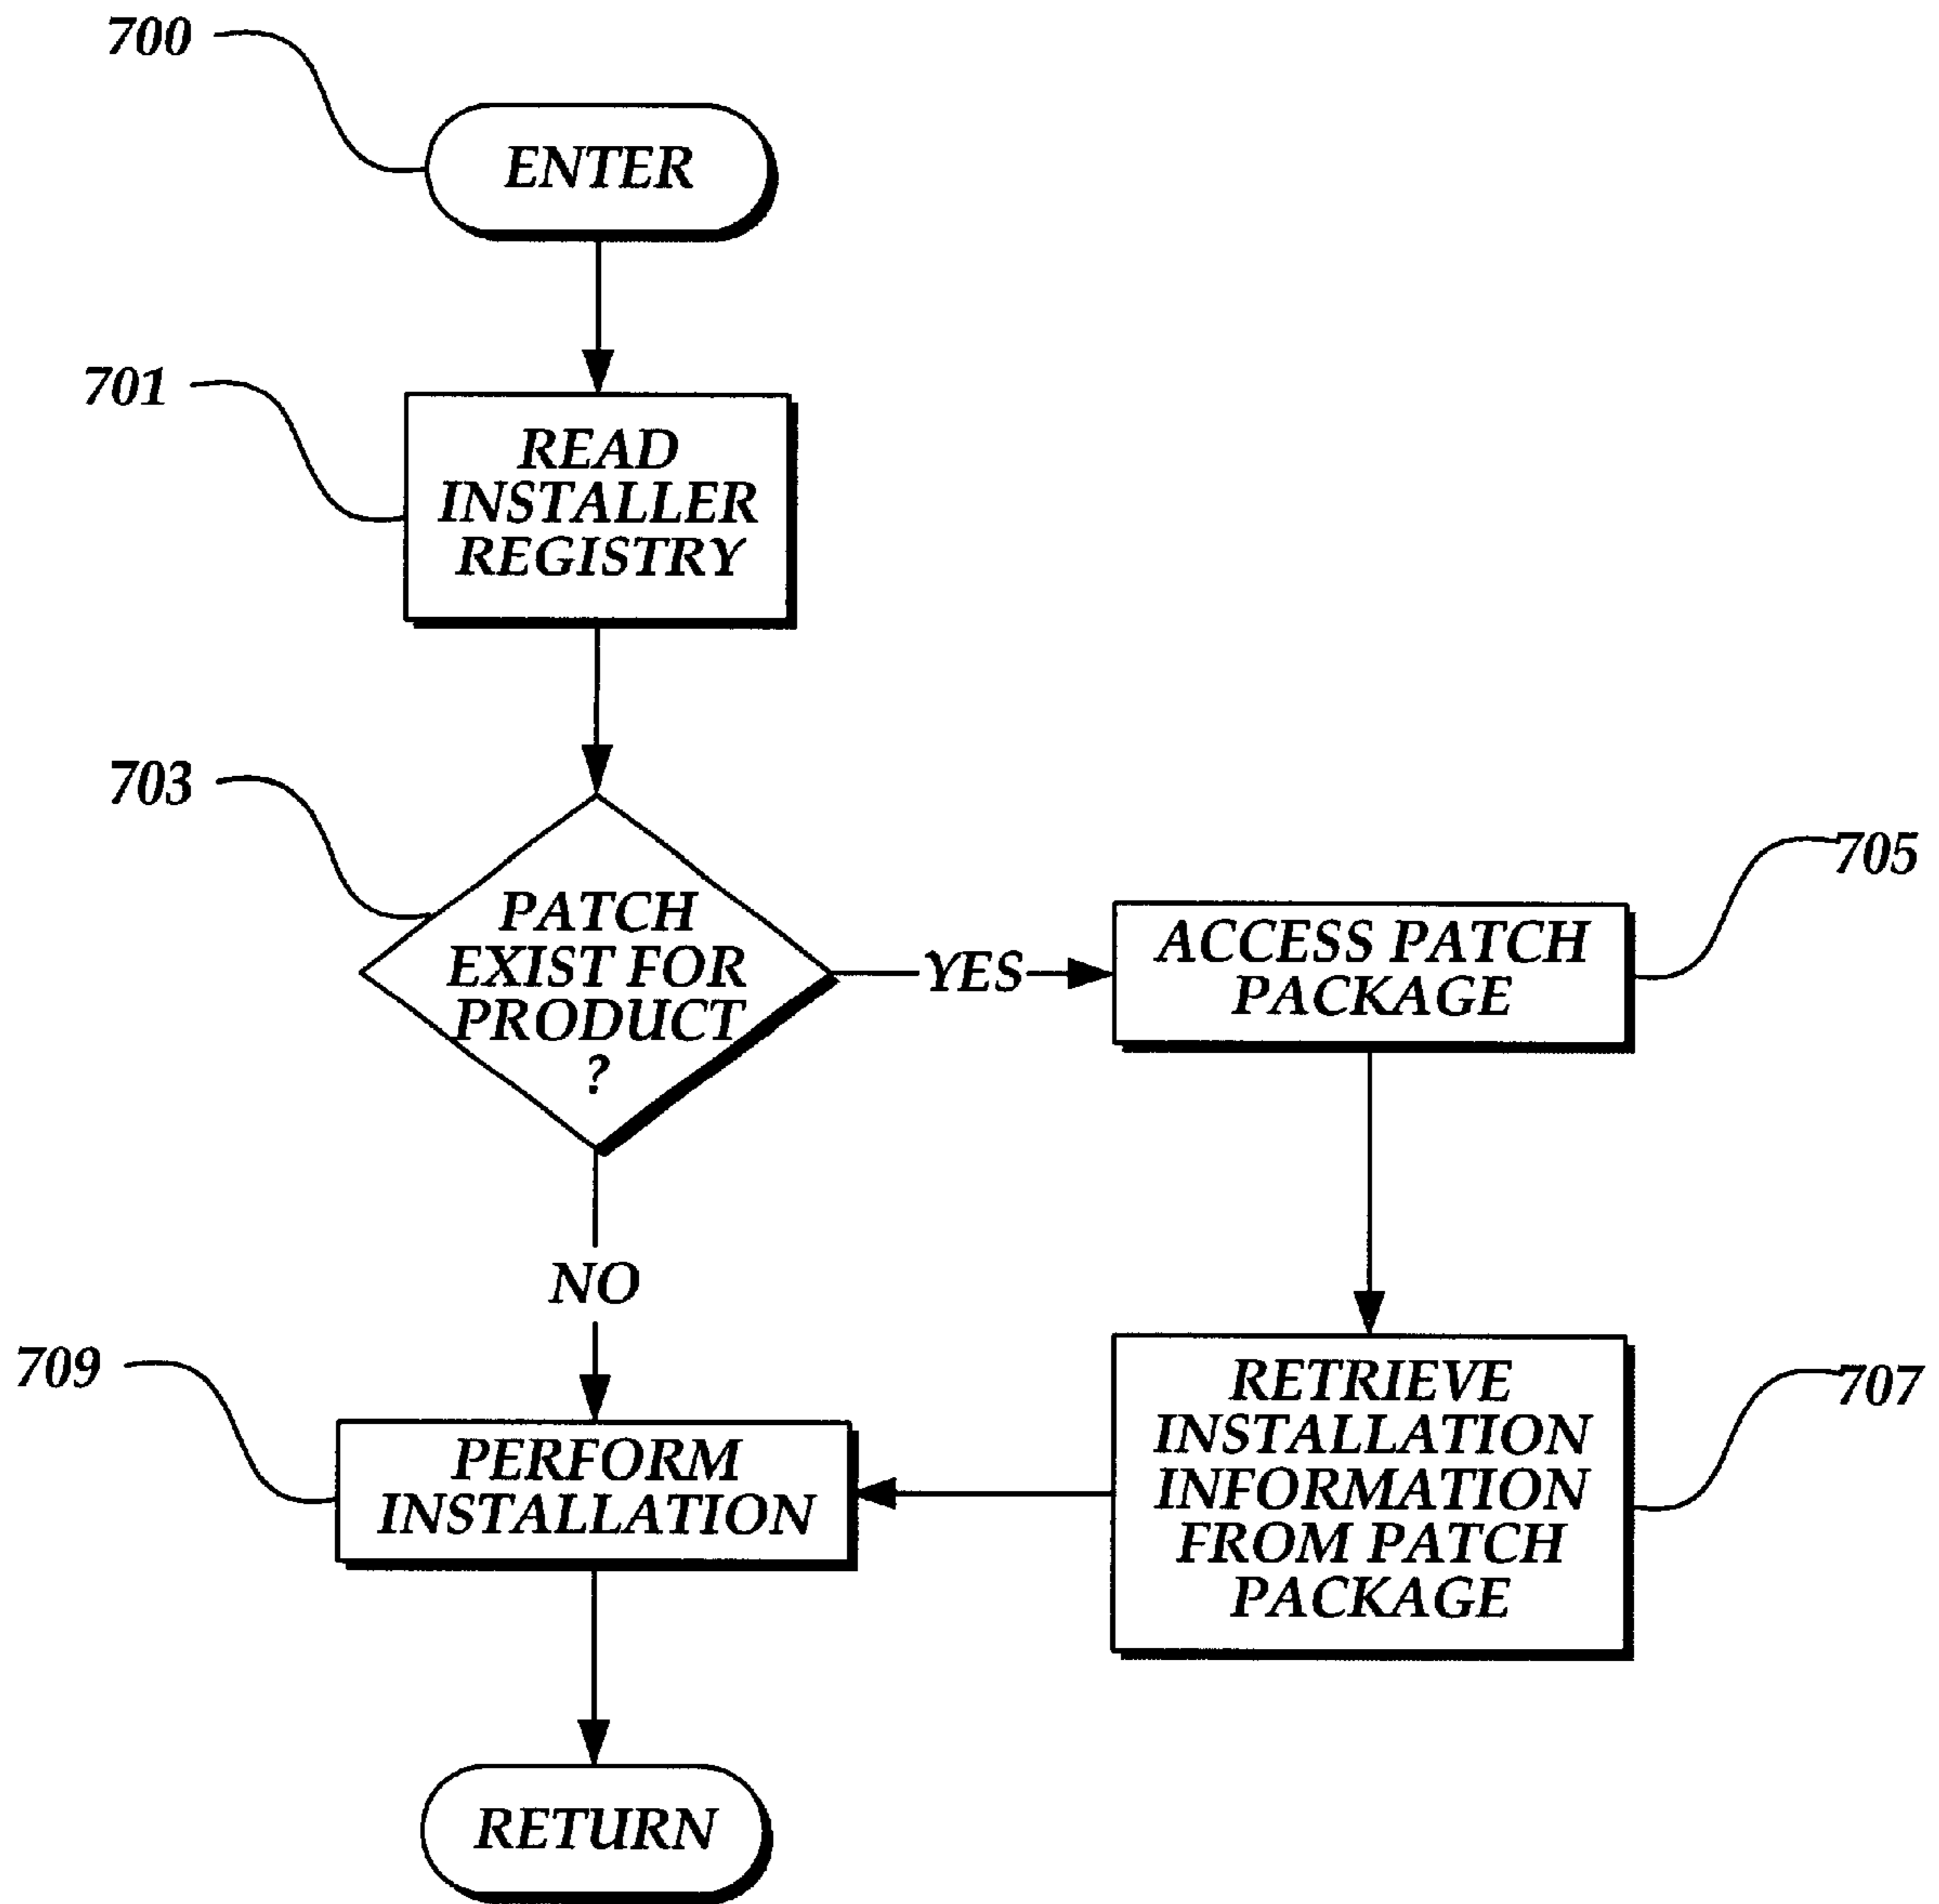 700
ENTER
701
READ
INSTALLER
REGISTRY
703
PATCH
EXIST FOR
PRODUCT
?
YES
705
ACCESS PATCH
PACKAGE
NO
707
RETRIEVE
INSTALLATION
INFORMATION
FROM PATCH
PACKAGE
709
PERFORM
INSTALLATION
RETURN